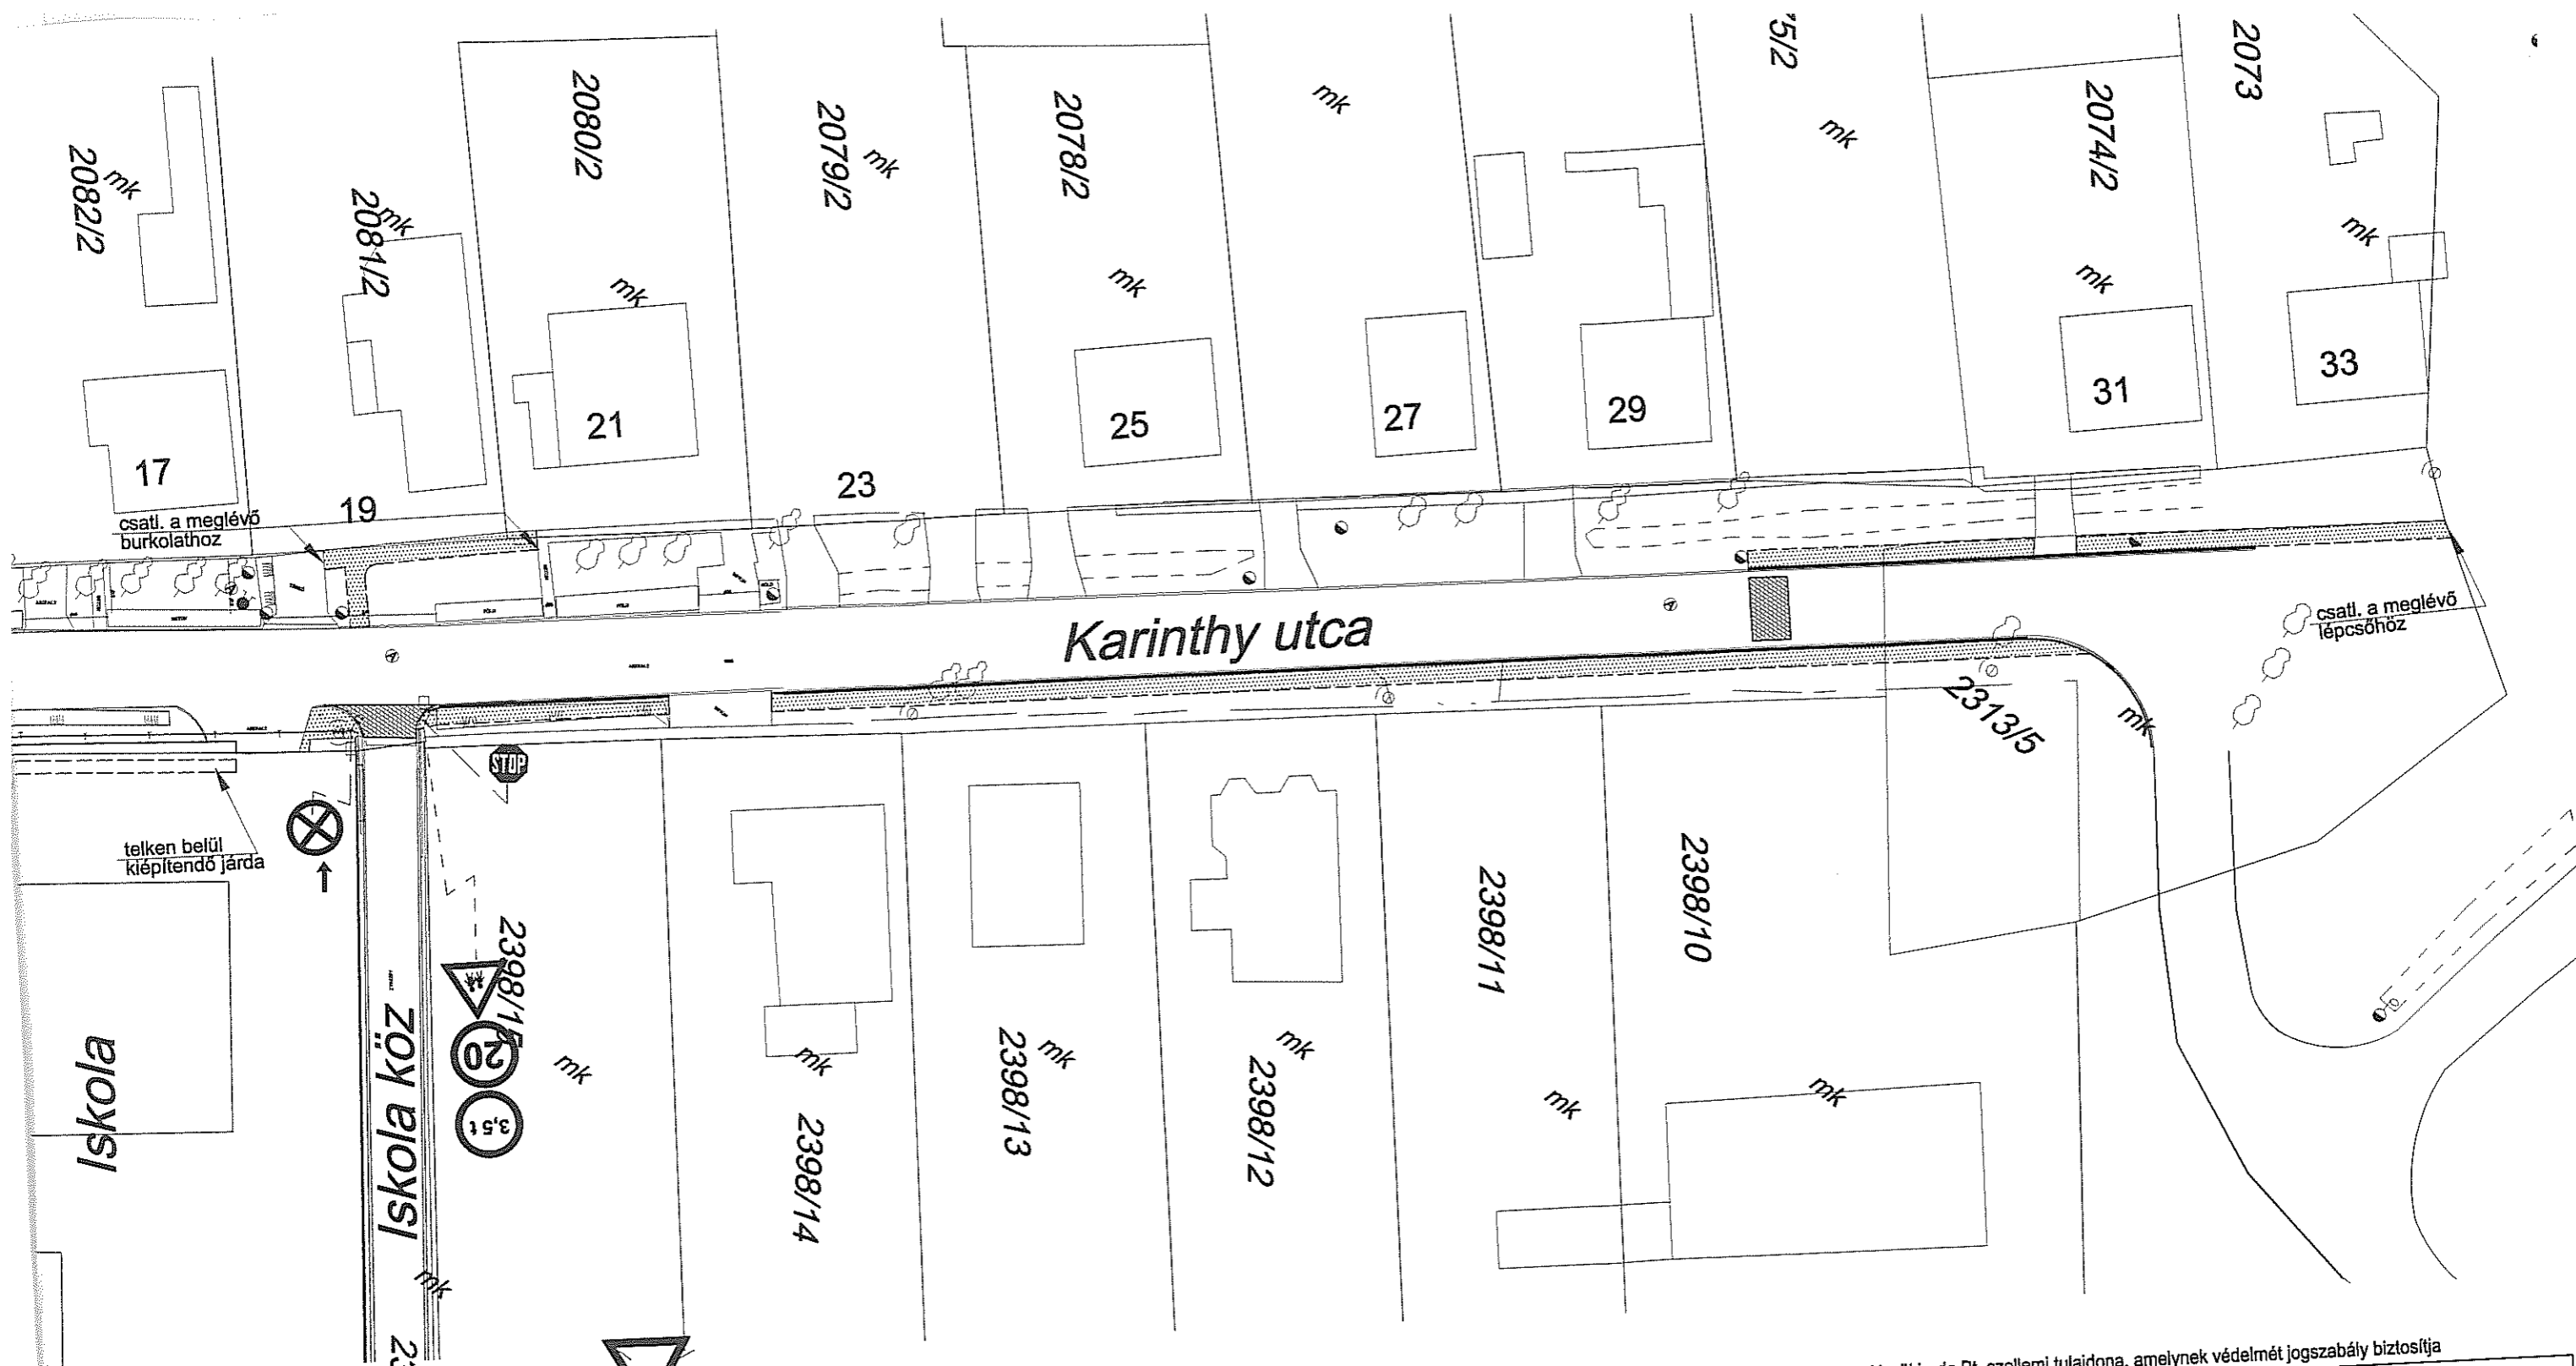 2082/2
mk
2081/2
mk
2080/2
mk
2079/2
mk
2078/2
mk
mk
75/2
mk
2074/2
mk
2073
mk
17
19
21
23
25
27
29
31
33
csatl. a meglévő
burkolathoz
Karinthy utca
csatl. a meglévő
lépcsőhöz
2313/5
mk
STOP
telken belül
kiépítendő járda
Iskola
Iskola köz
mk
20
3,5 t
2398/15
mk
2398/14
mk
2398/13
mk
2398/12
mk
2398/11
mk
2398/10
mk
23
Rt. szellemi tulajdona, amelynek védelmét jogszabály biztosítja